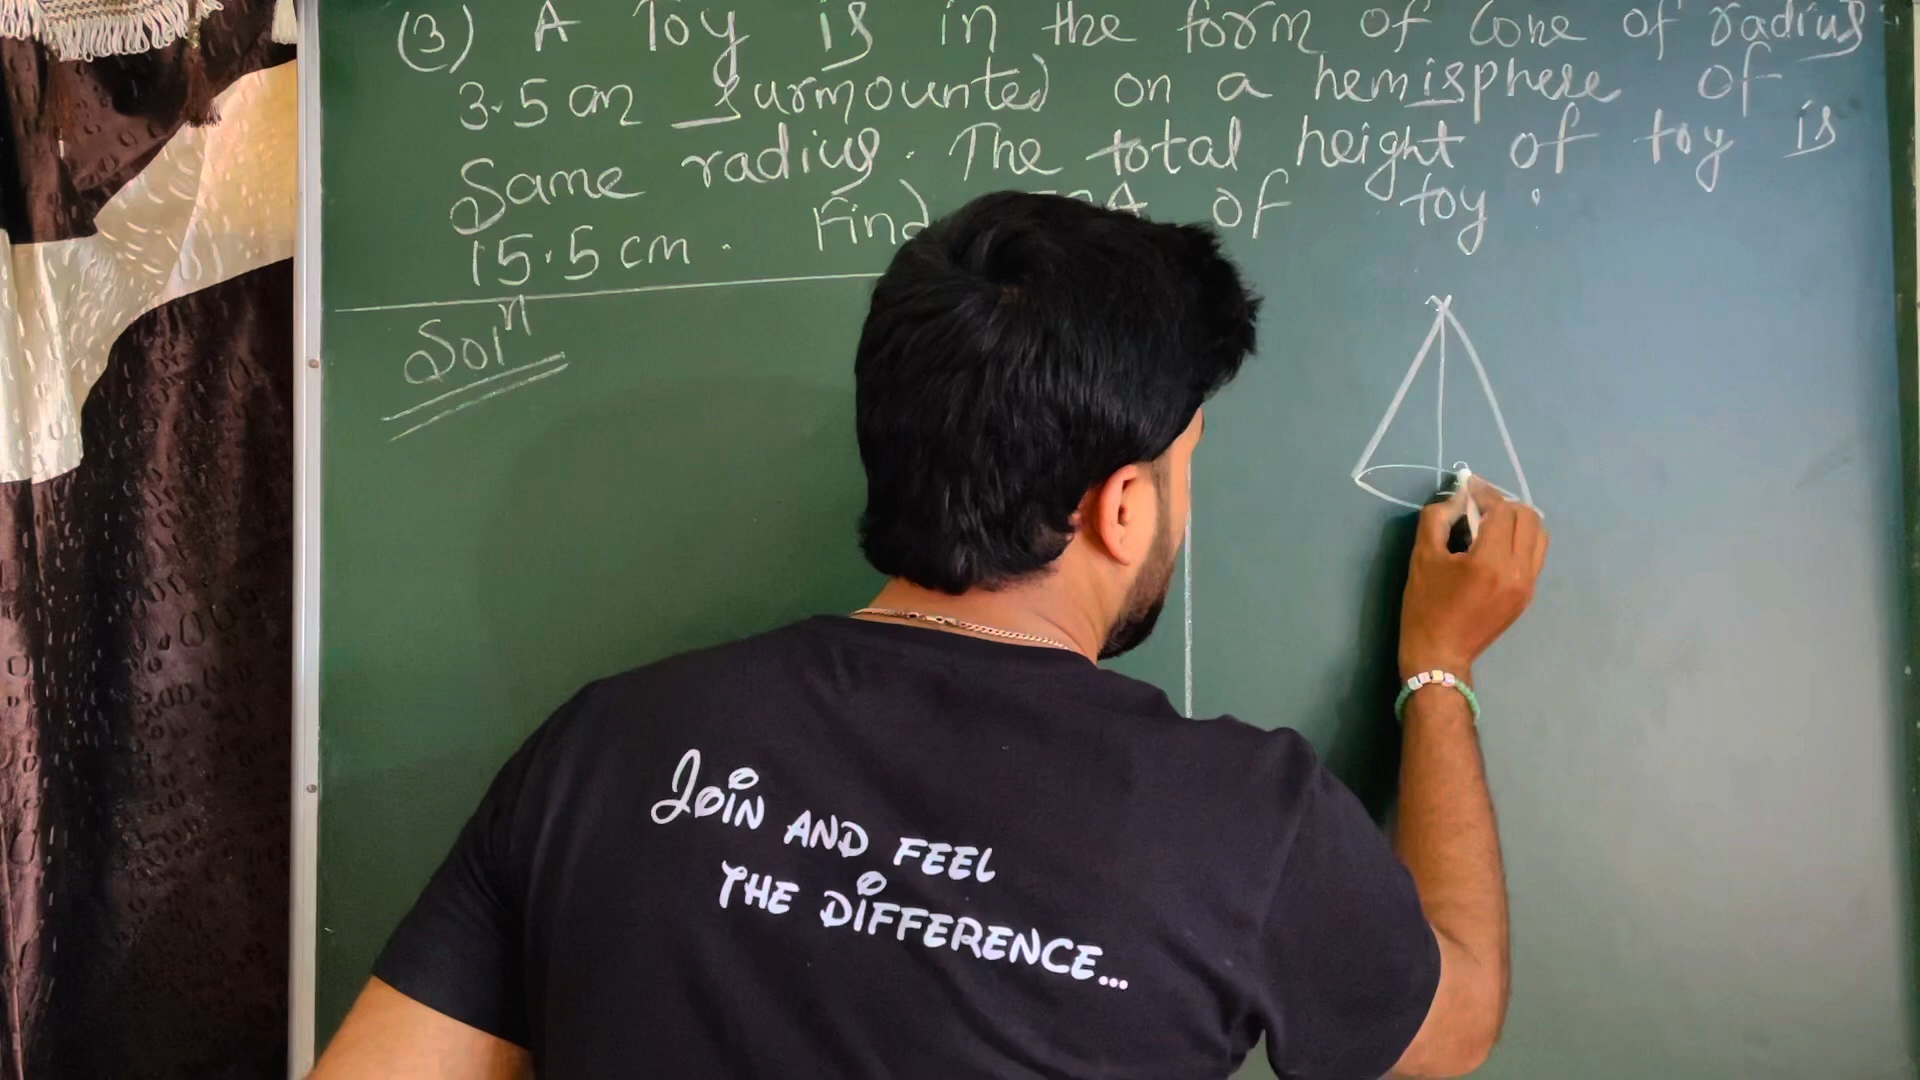 (3) A Toy is in the form of Cone of radius
3.5 cm surmounted on a hemisphere of
Same radius. The total height of toy is
15.5 cm. Find of toy.
Solⁿ
Join and feel
the difference...